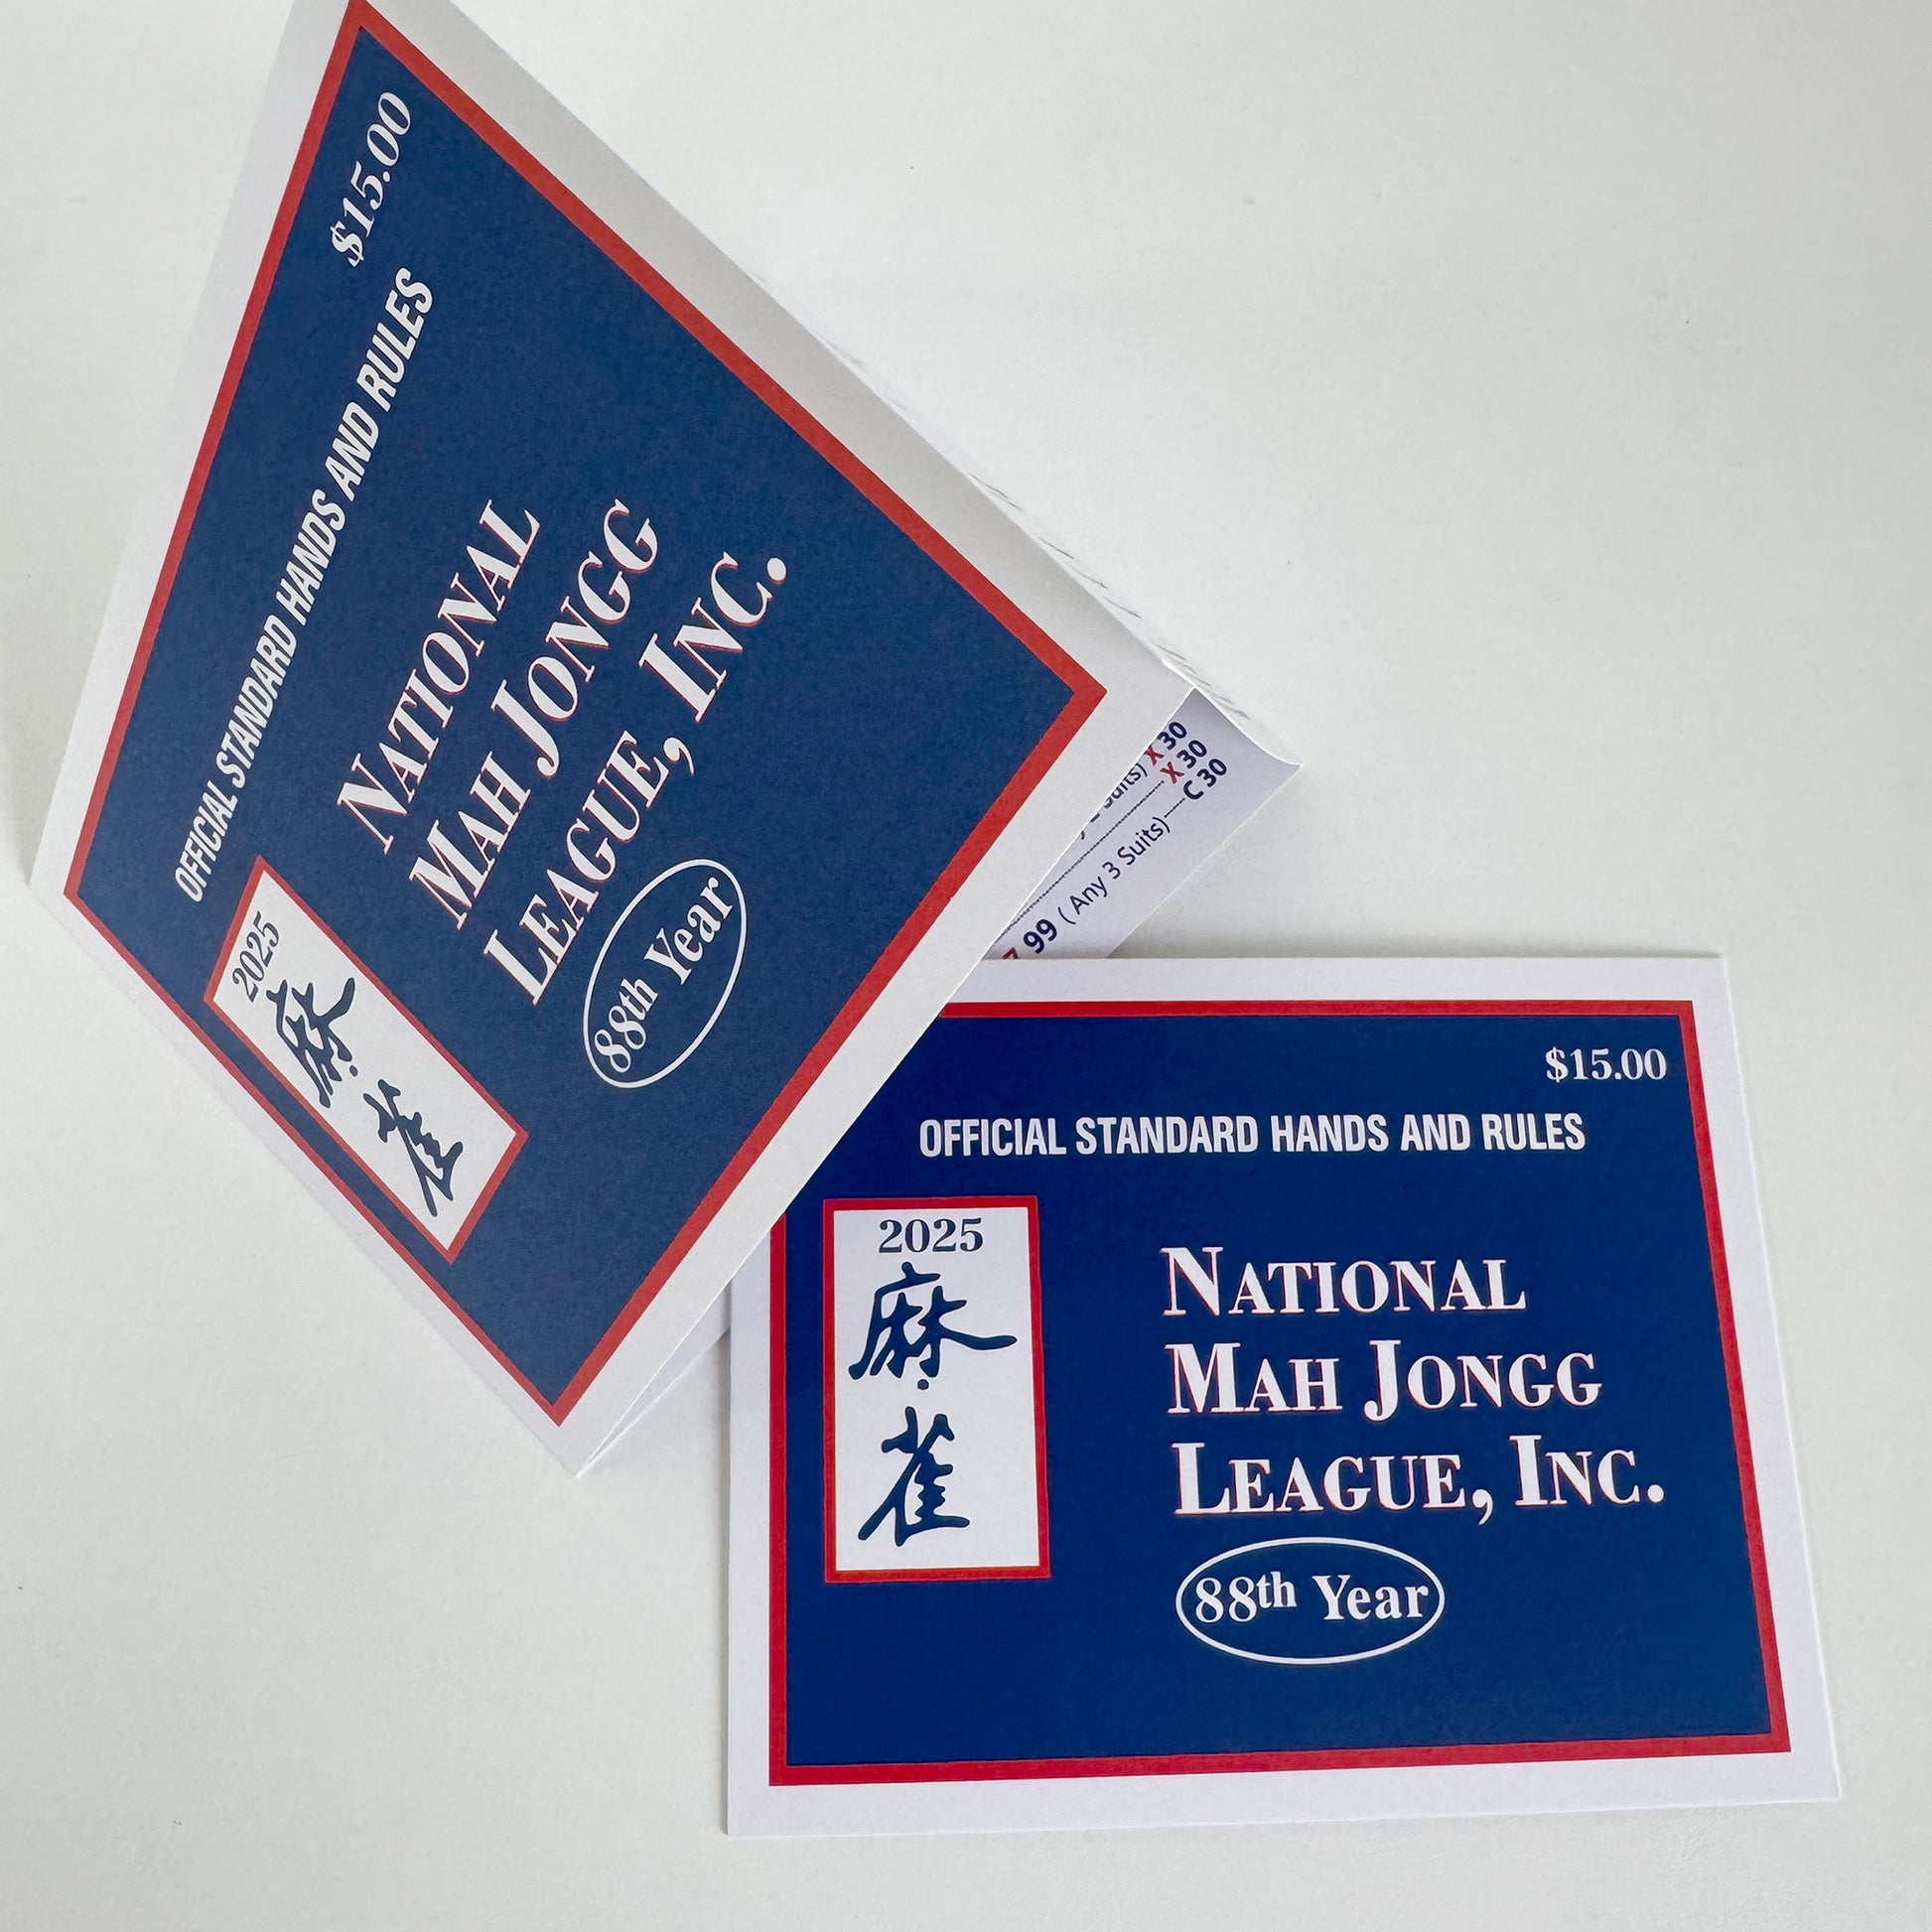 $15.00
OFFICIAL STANDARD HANDS AND RULES
NATIONAL
MAH JONGG
LEAGUE, INC.
88th Year
2025
麻
雀
Suits) X 30
X 30
99 ( Any 3 Suits) C 30
$15.00
OFFICIAL STANDARD HANDS AND RULES
2025
麻
雀
NATIONAL
MAH JONGG
LEAGUE, INC.
88th Year